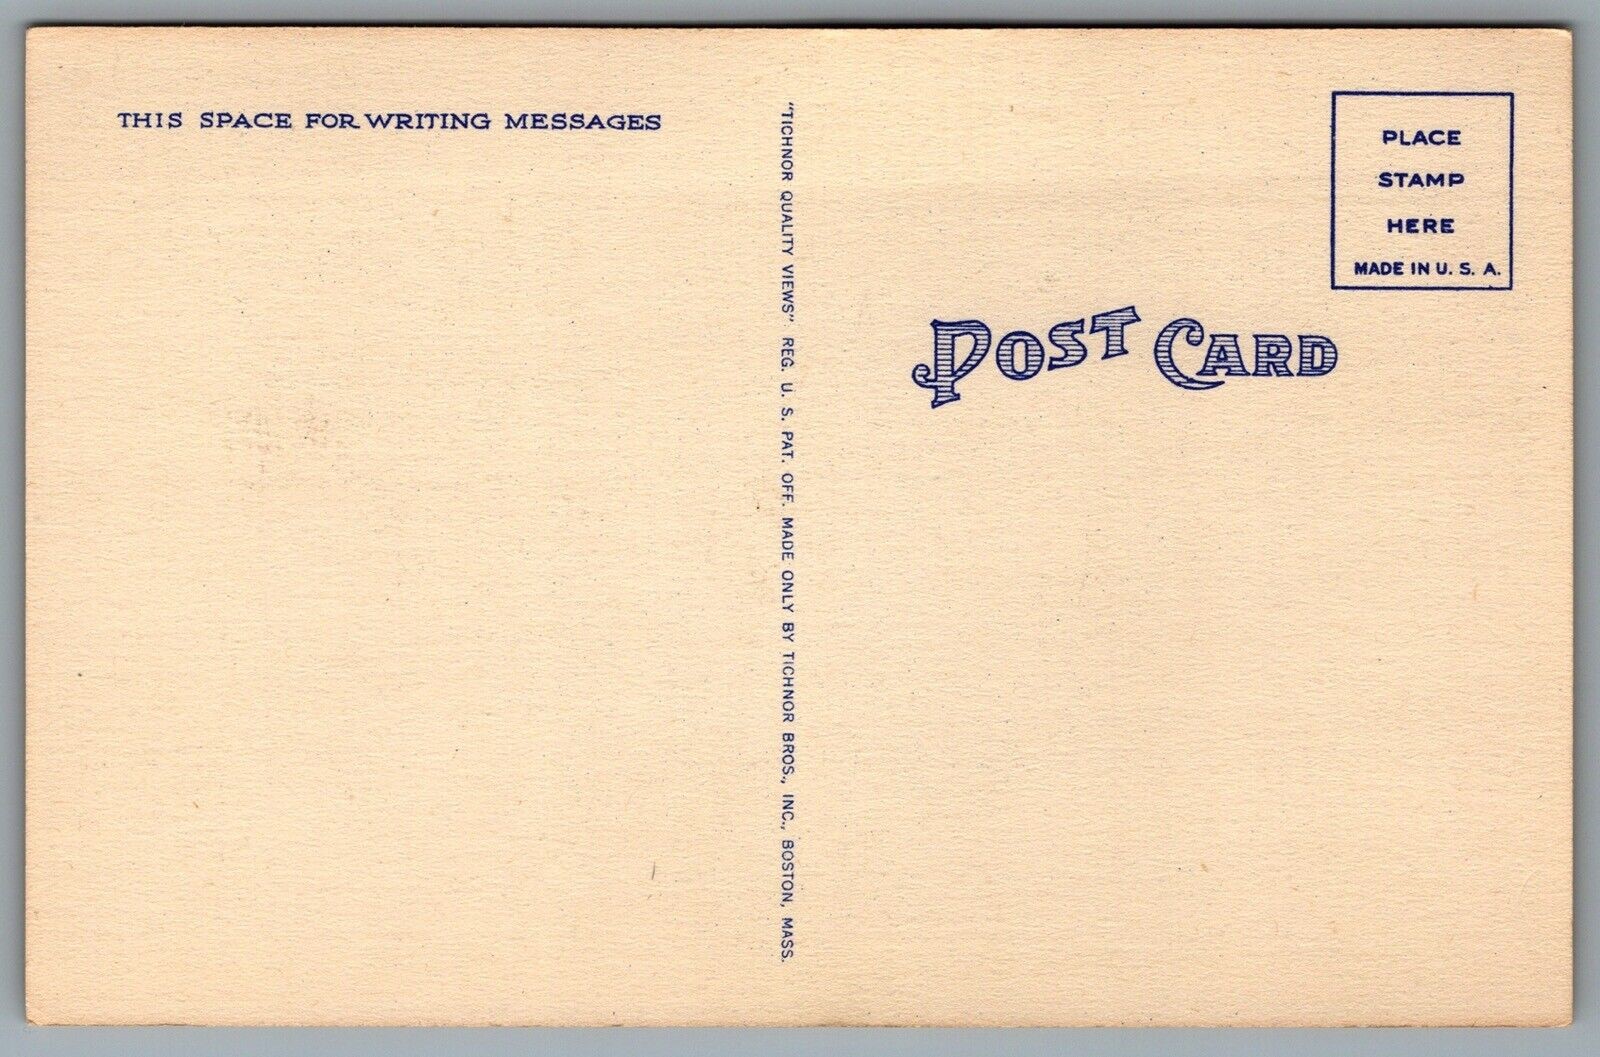 THIS SPACE FOR WRITING MESSAGES
"TICHNOR QUALITY VIEWS" REG. U. S. PAT. OFF. MADE ONLY BY TICHNOR BROS., INC., BOSTON, MASS.
PLACE
STAMP
HERE
MADE IN U. S. A.
POST CARD